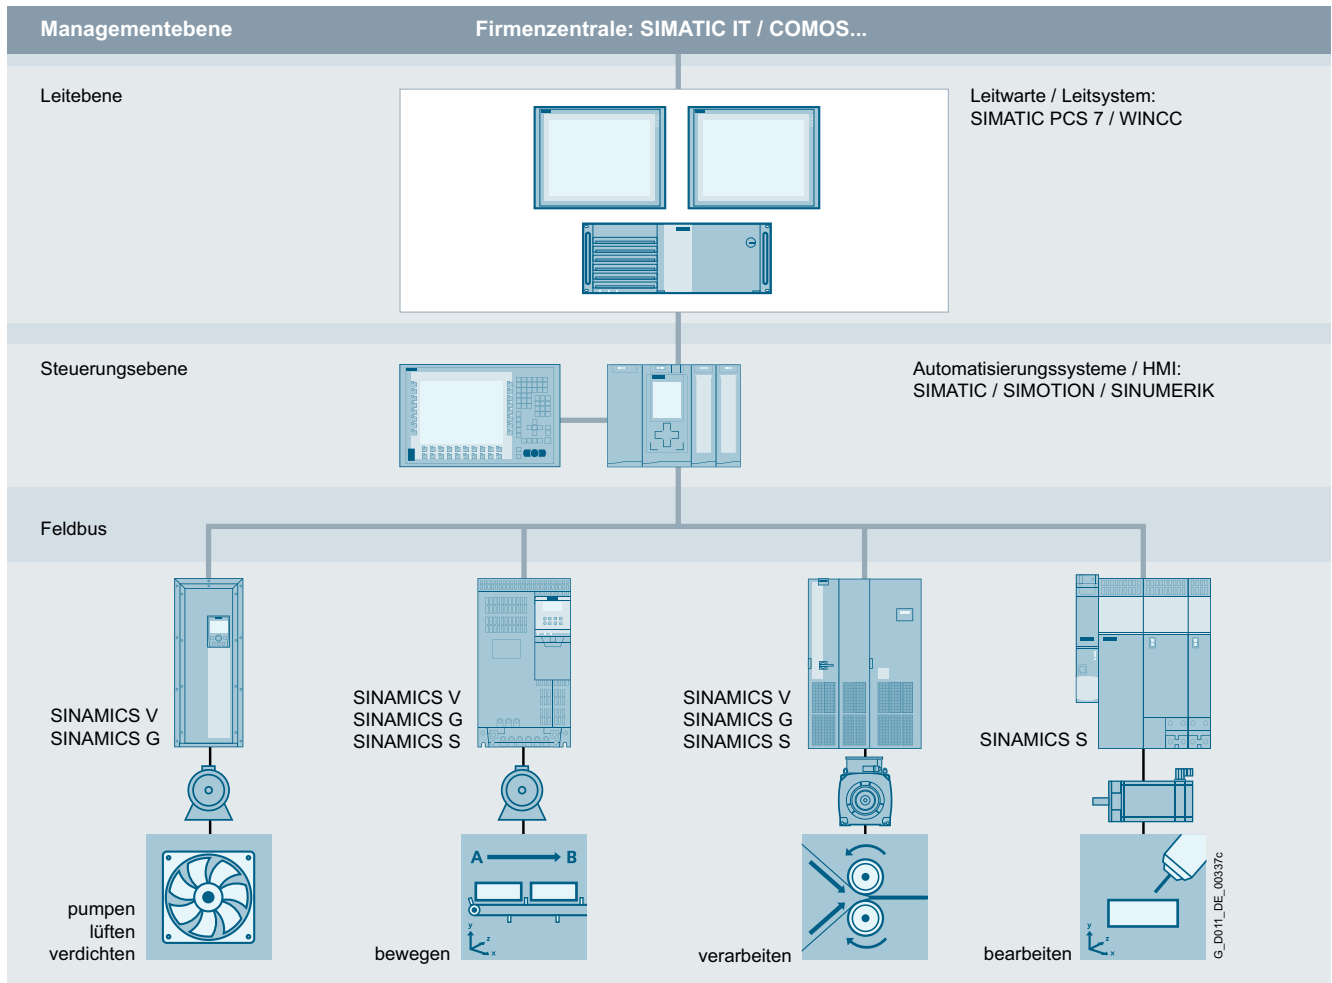 Managementebene
Firmenzentrale: SIMATIC IT / COMOS...
Leitebene
Leitwarte / Leitsystem:
SIMATIC PCS 7 / WINCC
Steuerungsebene
Automatisierungssysteme / HMI:
SIMATIC / SIMOTION / SINUMERIK
Feldbus
SINAMICS V
SINAMICS G
SINAMICS V
SINAMICS G
SINAMICS S
SINAMICS V
SINAMICS G
SINAMICS S
SINAMICS S
A B
y
z
x
pumpen
lüften
verdichten
bewegen
verarbeiten
bearbeiten
y
z
x
G_D011_DE_00337c